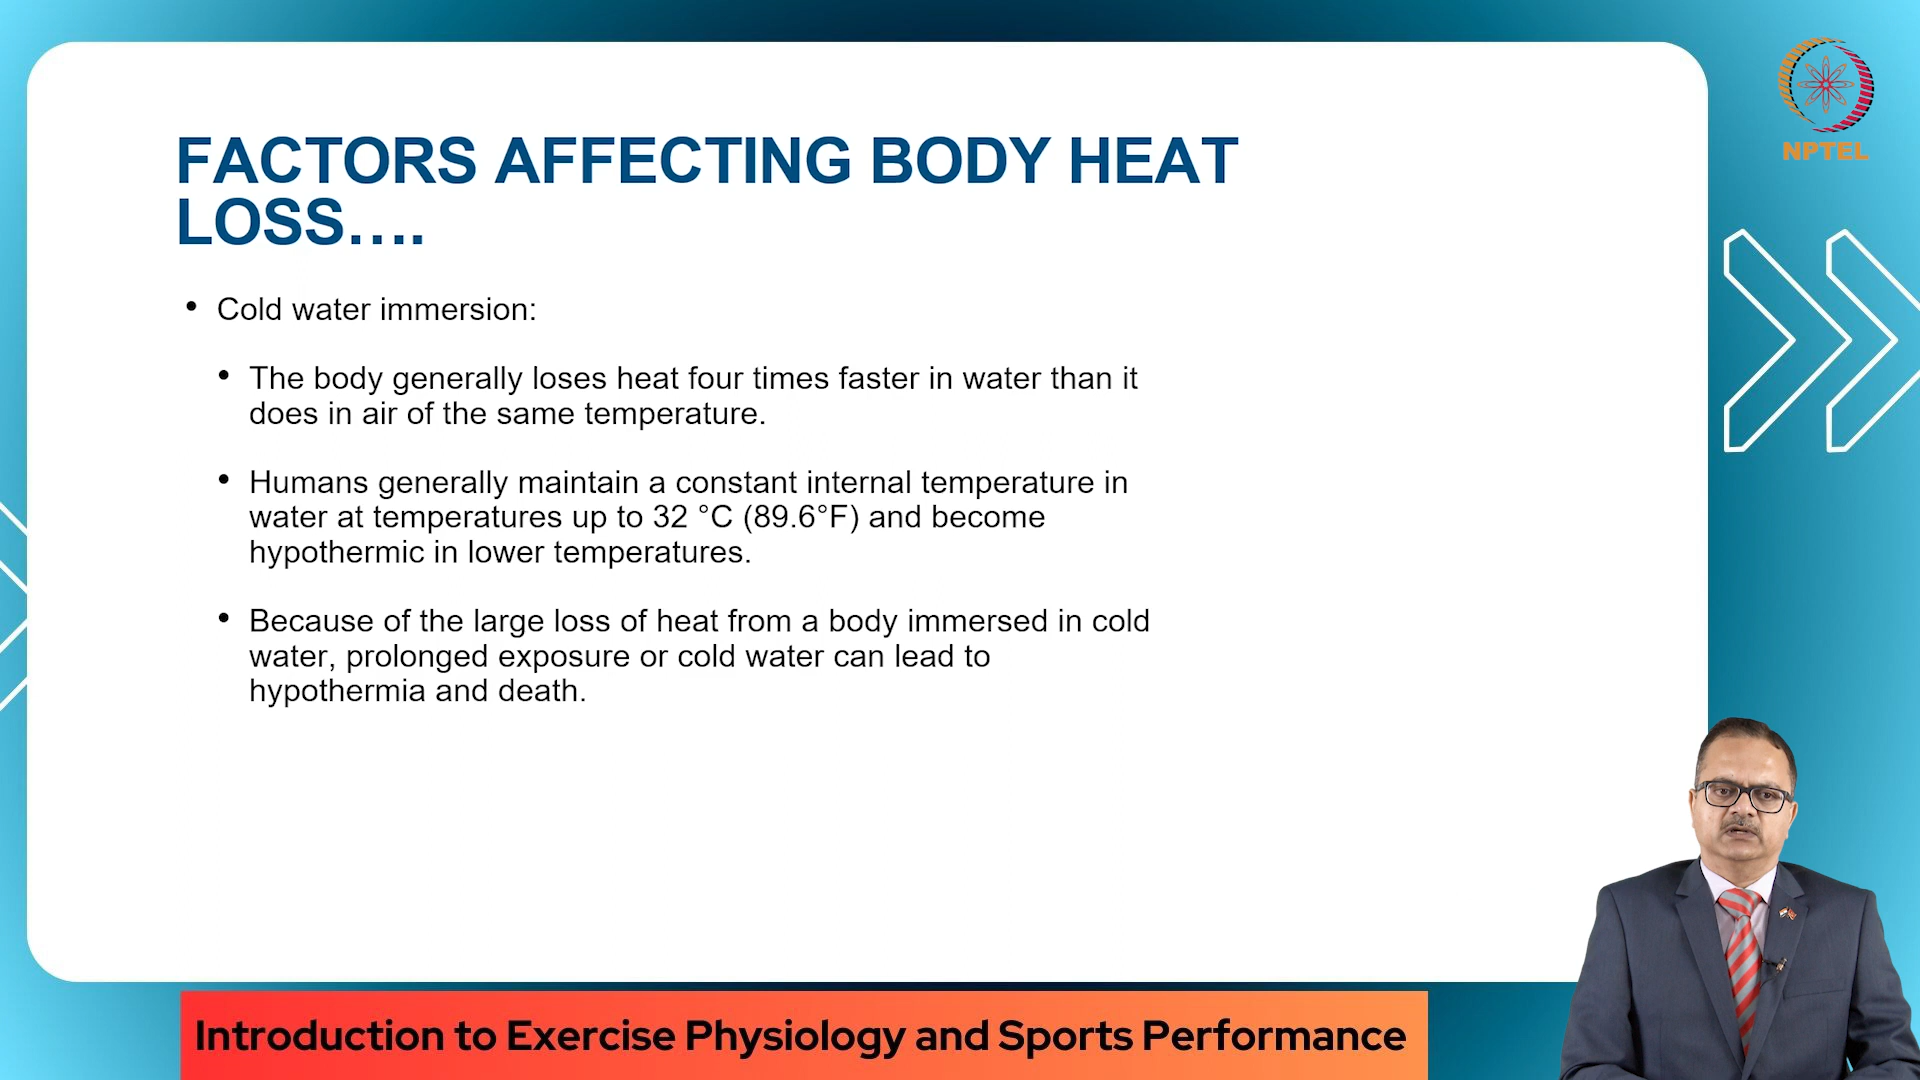 FACTORS AFFECTING BODY HEAT
LOSS….
• Cold water immersion:
• The body generally loses heat four times faster in water than it
does in air of the same temperature.
• Humans generally maintain a constant internal temperature in
water at temperatures up to 32 °C (89.6°F) and become
hypothermic in lower temperatures.
• Because of the large loss of heat from a body immersed in cold
water, prolonged exposure or cold water can lead to
hypothermia and death.
NPTEL
Introduction to Exercise Physiology and Sports Performance